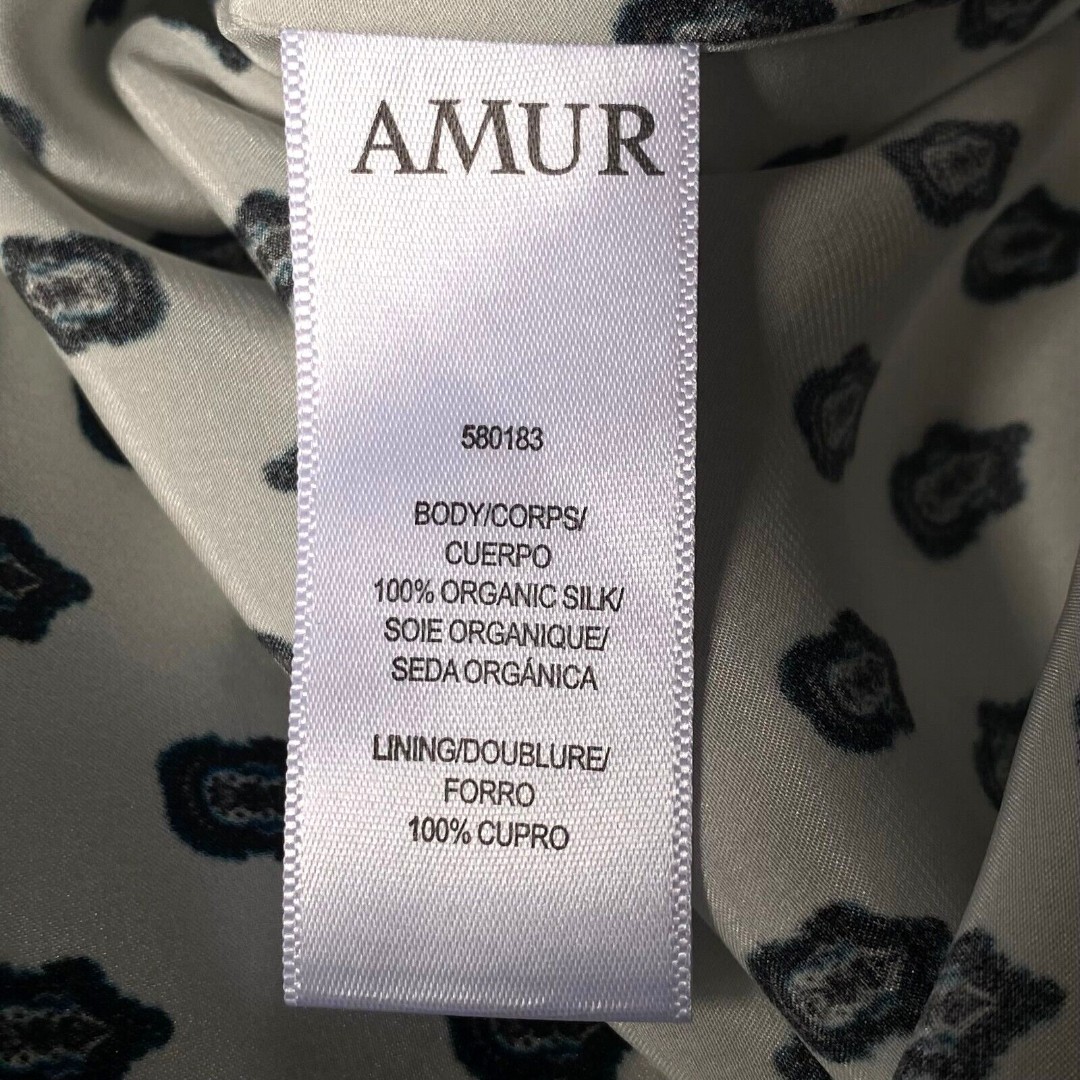 AMUR
580183
BODY/CORPS/
CUERPO
100% ORGANIC SILK/
SOIE ORGANIQUE/
SEDA ORGÁNICA
LINING/DOUBLURE/
FORRO
100% CUPRO